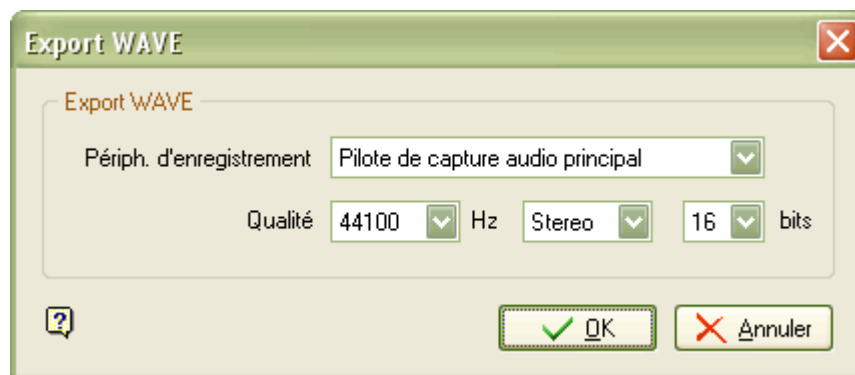 Export WAVE
Export WAVE
Périph. d'enregistrement Pilote de capture audio principal
Qualité 44100 Hz Stereo 16 bits
? OK Annuler